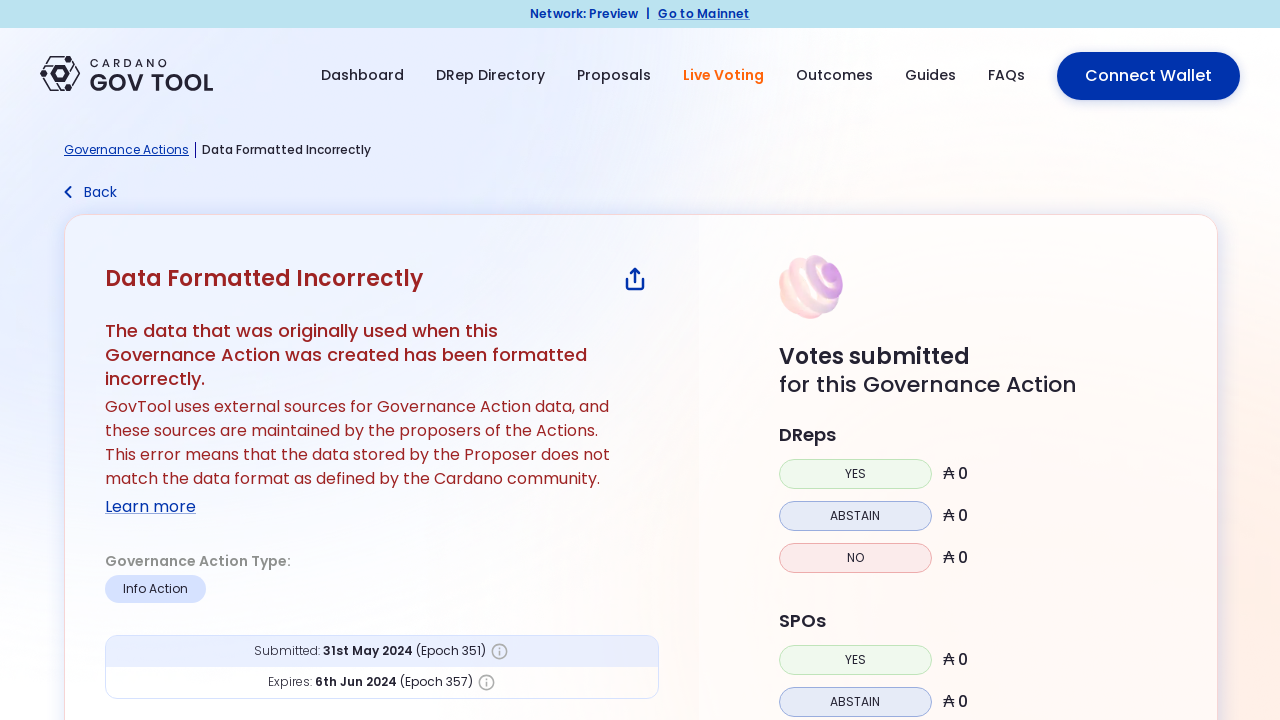 Network: Preview | Go to Mainnet
CARDANO
GOV TOOL
Dashboard DRep Directory Proposals Live Voting Outcomes Guides FAQs Connect Wallet
Governance Actions | Data Formatted Incorrectly
Back
Data Formatted Incorrectly
The data that was originally used when this
Governance Action was created has been formatted
incorrectly.
GovTool uses external sources for Governance Action data, and
these sources are maintained by the proposers of the Actions.
This error means that the data stored by the Proposer does not
match the data format as defined by the Cardano community.
Learn more
Governance Action Type:
Info Action
Submitted: 31st May 2024 (Epoch 351)
Expires: 6th Jun 2024 (Epoch 357)
Votes submitted
for this Governance Action
DReps
YES ₳ 0
ABSTAIN ₳ 0
NO ₳ 0
SPOs
YES ₳ 0
ABSTAIN ₳ 0